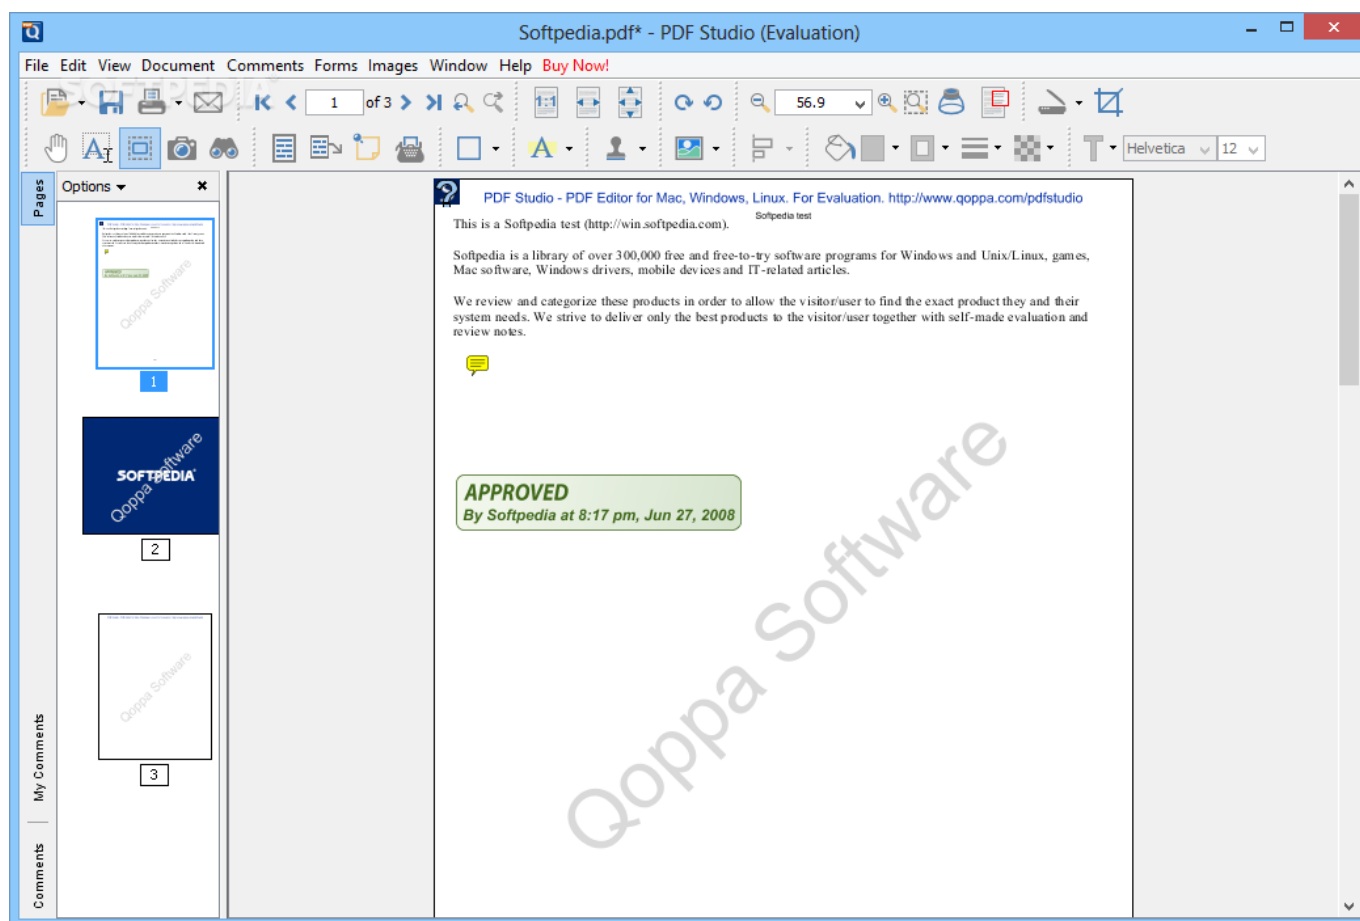 Softpedia.pdf* - PDF Studio (Evaluation)
File Edit View Document Comments Forms Images Window Help Buy Now!
SOFTPEDIA
1 of 3
1:1
56.9
Helvetica 12
Pages
Options
My Comments
Comments
1
SOFTPEDIA
Qoppa Software
2
Qoppa Software
3
Qoppa Software
PDF Studio - PDF Editor for Mac, Windows, Linux. For Evaluation. http://www.qoppa.com/pdfstudio
Softpedia test
This is a Softpedia test (http://win.softpedia.com).
Softpedia is a library of over 300,000 free and free-to-try software programs for Windows and Unix/Linux, games,
Mac software, Windows drivers, mobile devices and IT-related articles.
We review and categorize these products in order to allow the visitor/user to find the exact product they and their
system needs. We strive to deliver only the best products to the visitor/user together with self-made evaluation and
review notes.
APPROVED
By Softpedia at 8:17 pm, Jun 27, 2008
Qoppa Software